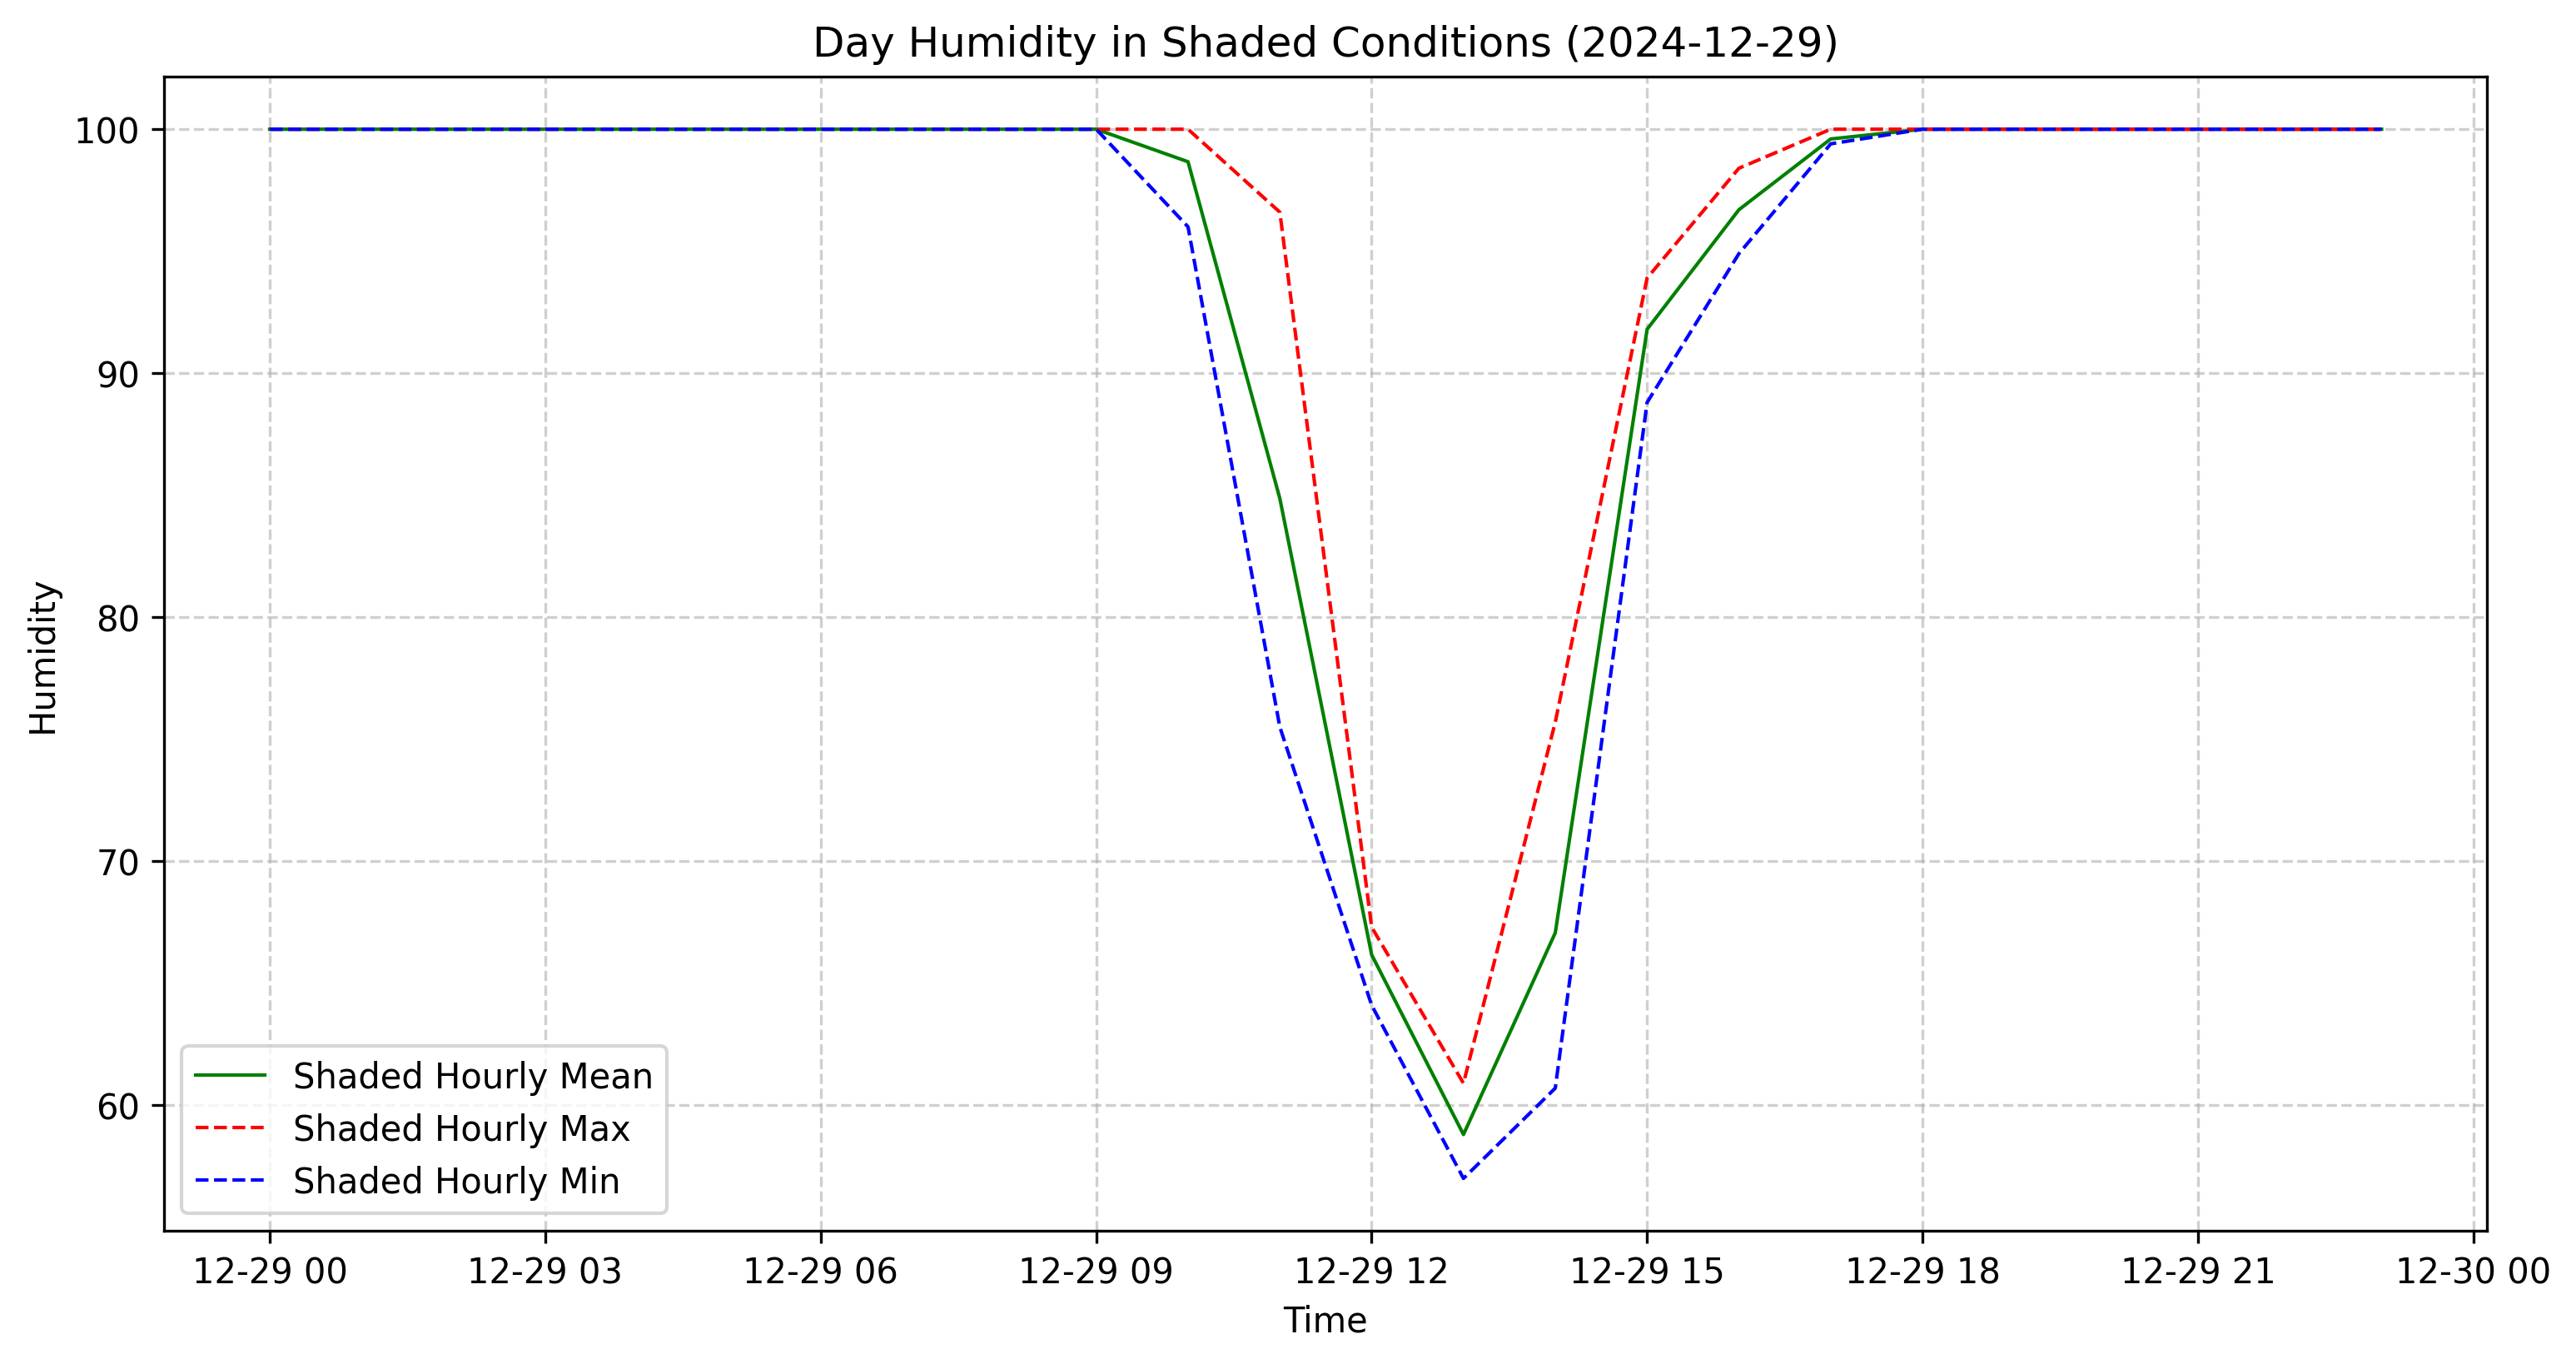 Day Humidity in Shaded Conditions (2024-12-29)
100
90
80
70
60
Humidity
Shaded Hourly Mean
Shaded Hourly Max
Shaded Hourly Min
12-29 00 12-29 03 12-29 06 12-29 09 12-29 12 12-29 15 12-29 18 12-29 21 12-30 00
Time